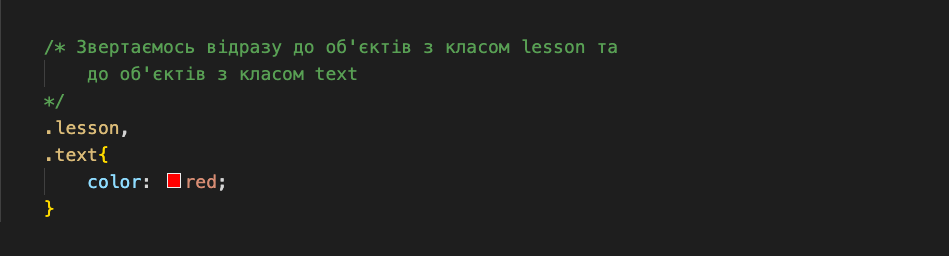 /* Звертаємось відразу до об'єктів з класом lesson та
до об'єктів з класом text
*/
.lesson,
.text{
color: red;
}